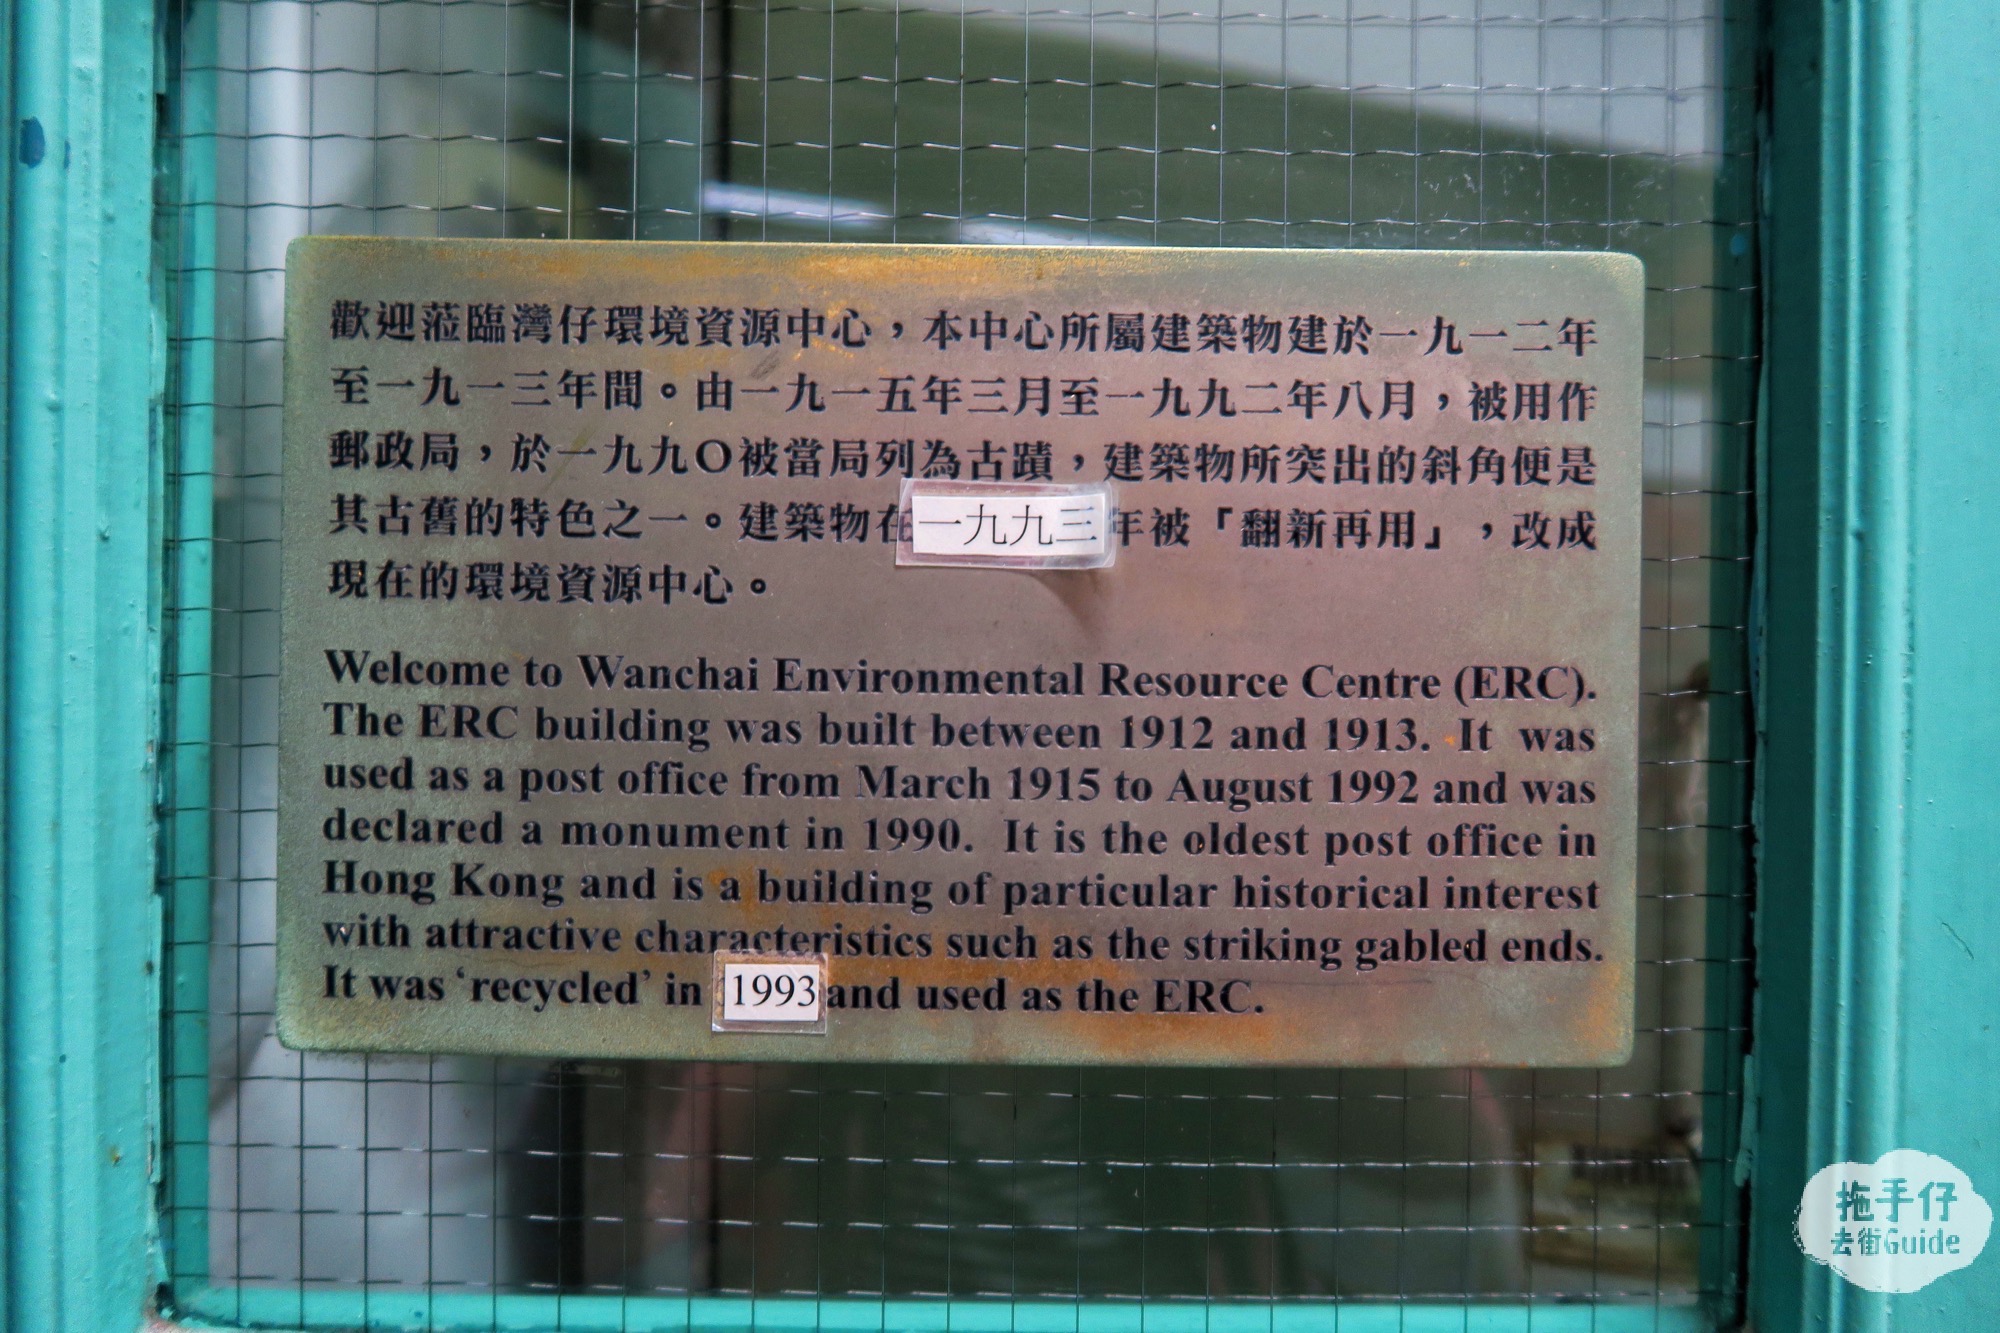 歡迎蒞臨灣仔環境資源中心，本中心所屬建築物建於一九一二年
至一九一三年間。由一九一五年三月至一九九二年八月，被用作
郵政局，於一九九〇被當局列為古蹟，建築物所突出的斜角便是
其古舊的特色之一。建築物在一九九三年被「翻新再用」，改成
現在的環境資源中心。
Welcome to Wanchai Environmental Resource Centre (ERC).
The ERC building was built between 1912 and 1913. It was
used as a post office from March 1915 to August 1992 and was
declared a monument in 1990. It is the oldest post office in
Hong Kong and is a building of particular historical interest
with attractive characteristics such as the striking gabled ends.
It was ‘recycled’ in 1993 and used as the ERC.
拖手仔
去街Guide